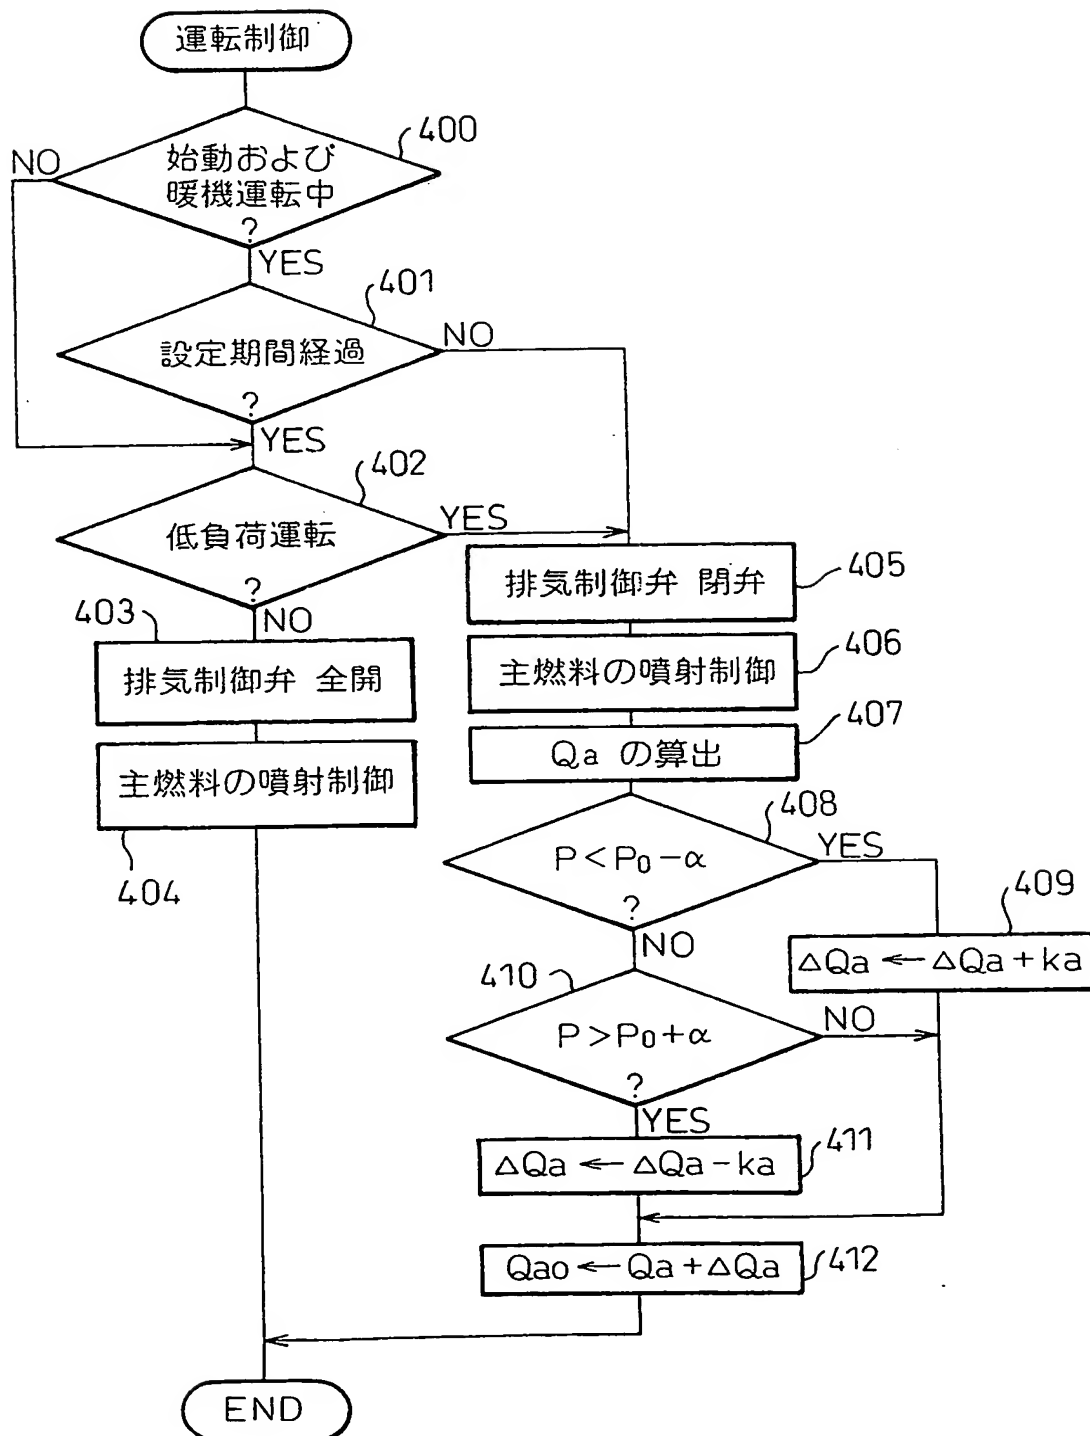 運転制御
400
NO
始動および
暖機運転中
?
YES
401
NO
設定期間経過
?
YES
402
YES
低負荷運転
?
NO
403
排気制御弁 全開
主燃料の噴射制御
404
排気制御弁 閉弁
405
主燃料の噴射制御
406
407
Qa の算出
408
P<P0-α
YES
?
NO
409
ΔQa ← ΔQa+ka
410
P>P0+α
NO
?
YES
ΔQa ← ΔQa-ka
411
Qao ← Qa+ΔQa
412
END